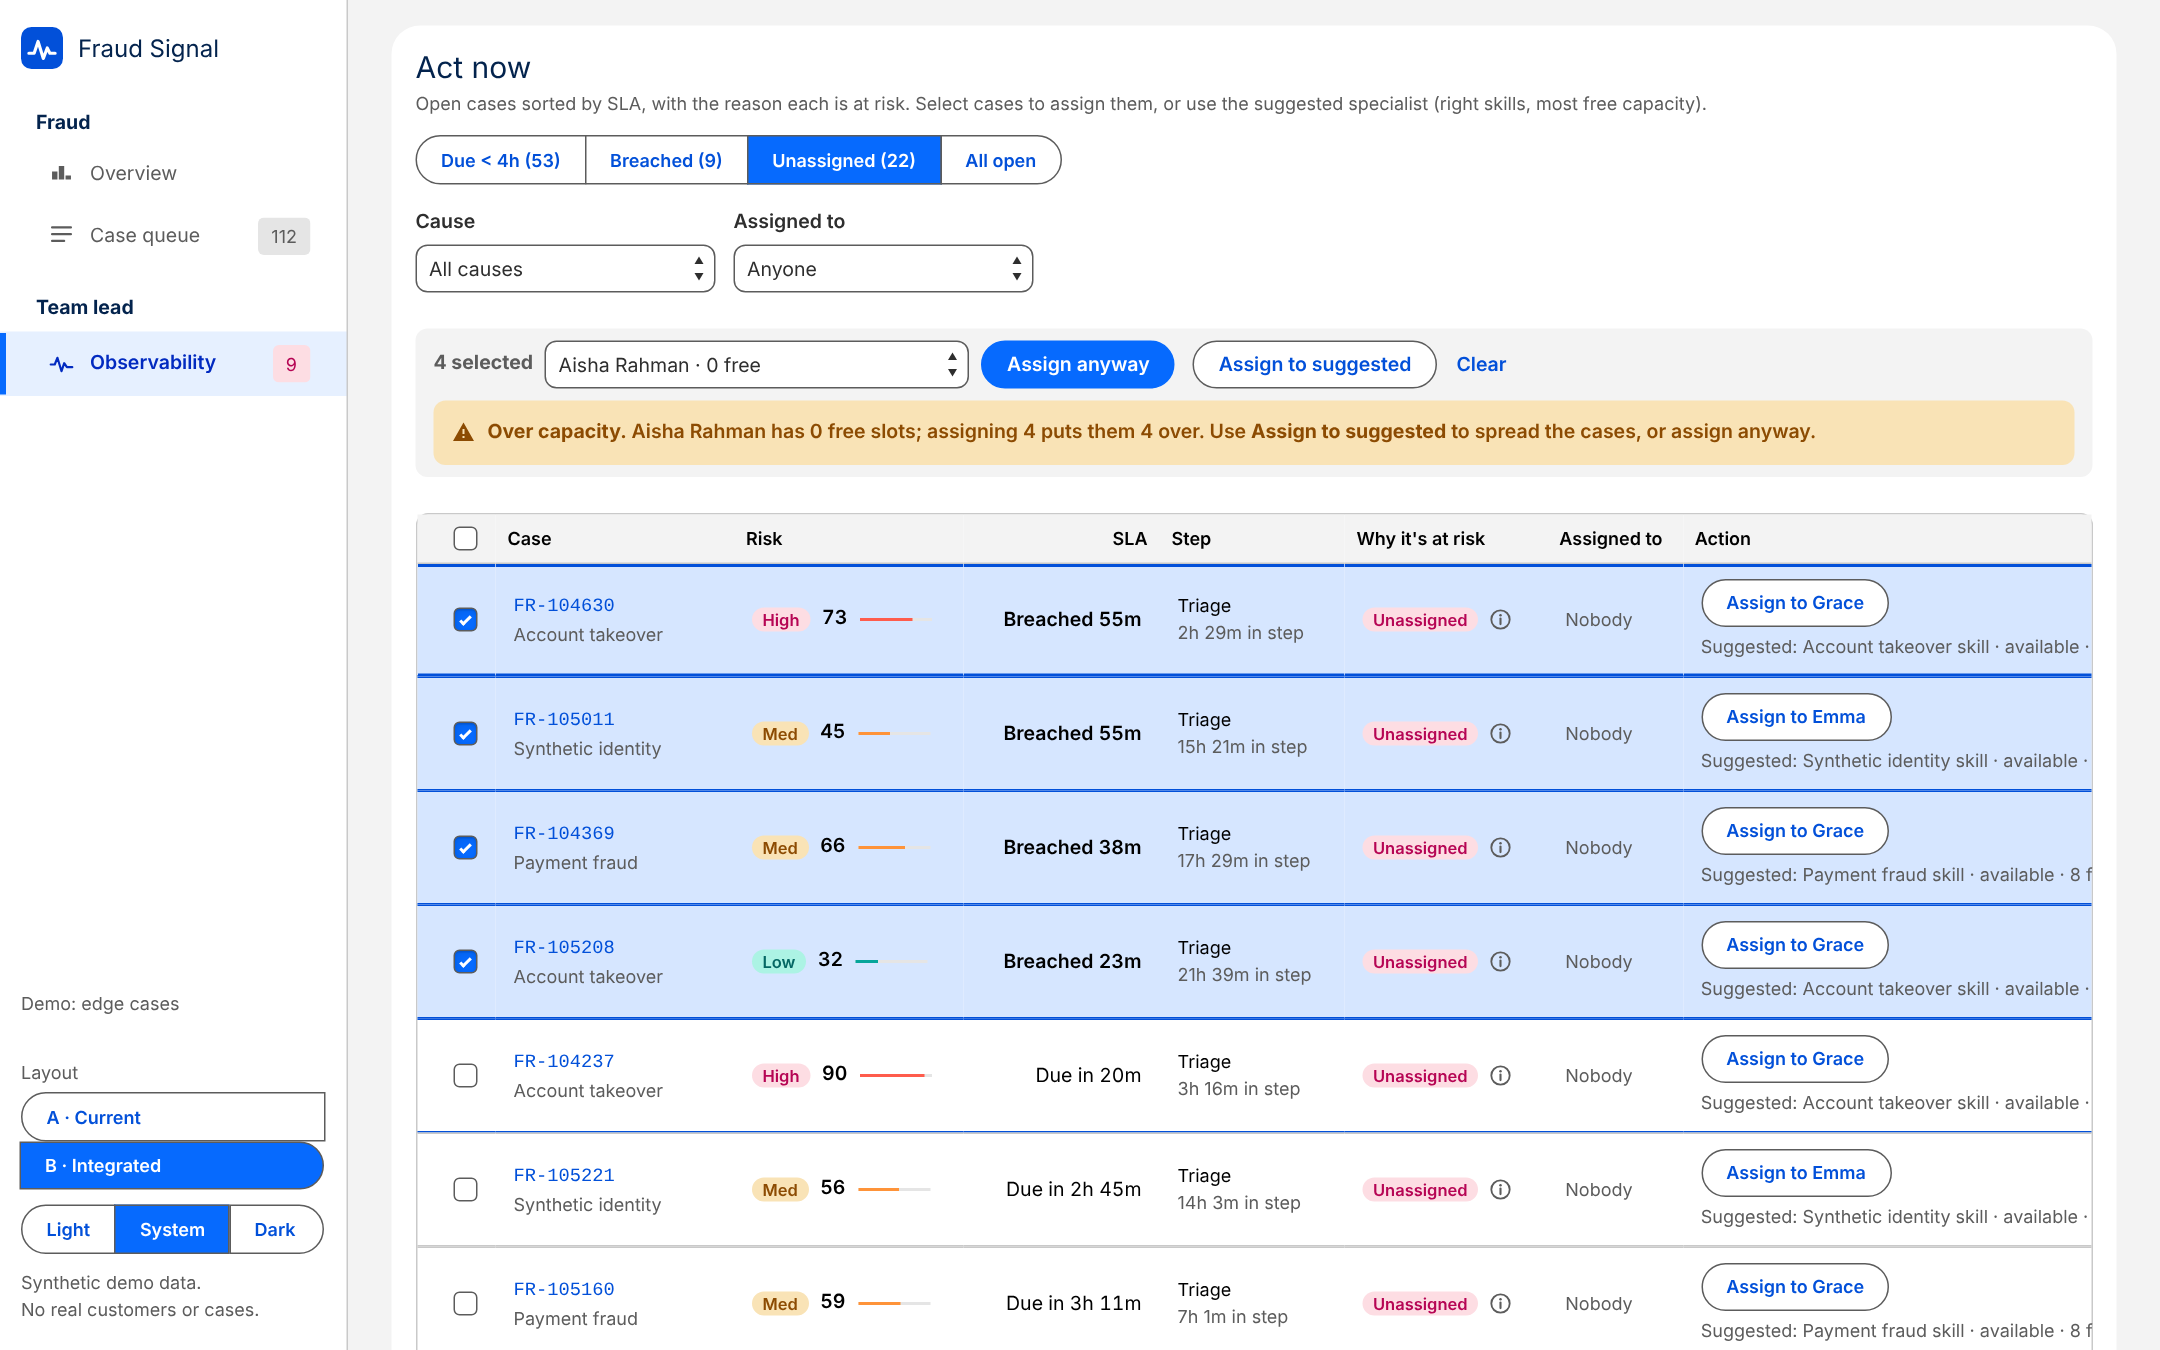 Fraud Signal
Fraud
Overview
Case queue 112
Team lead
Observability 9
Demo: edge cases
Layout
A · Current
B · Integrated
Light System Dark
Synthetic demo data.
No real customers or cases.
Act now
Open cases sorted by SLA, with the reason each is at risk. Select cases to assign them, or use the suggested specialist (right skills, most free capacity).
Due < 4h (53) Breached (9) Unassigned (22) All open
Cause Assigned to
All causes Anyone
4 selected Aisha Rahman · 0 free Assign anyway Assign to suggested Clear
Over capacity. Aisha Rahman has 0 free slots; assigning 4 puts them 4 over. Use Assign to suggested to spread the cases, or assign anyway.
Case Risk SLA Step Why it's at risk Assigned to Action
FR-104630 Triage Assign to Grace
High 73 Breached 55m Unassigned Nobody
Account takeover 2h 29m in step Suggested: Account takeover skill · available ·
FR-105011 Triage Assign to Emma
Med 45 Breached 55m Unassigned Nobody
Synthetic identity 15h 21m in step Suggested: Synthetic identity skill · available ·
FR-104369 Triage Assign to Grace
Med 66 Breached 38m Unassigned Nobody
Payment fraud 17h 29m in step Suggested: Payment fraud skill · available · 8 f
FR-105208 Triage Assign to Grace
Low 32 Breached 23m Unassigned Nobody
Account takeover 21h 39m in step Suggested: Account takeover skill · available ·
FR-104237 Triage Assign to Grace
High 90 Due in 20m Unassigned Nobody
Account takeover 3h 16m in step Suggested: Account takeover skill · available ·
FR-105221 Triage Assign to Emma
Med 56 Due in 2h 45m Unassigned Nobody
Synthetic identity 14h 3m in step Suggested: Synthetic identity skill · available ·
FR-105160 Triage Assign to Grace
Med 59 Due in 3h 11m Unassigned Nobody
Payment fraud 7h 1m in step Suggested: Payment fraud skill · available · 8 f